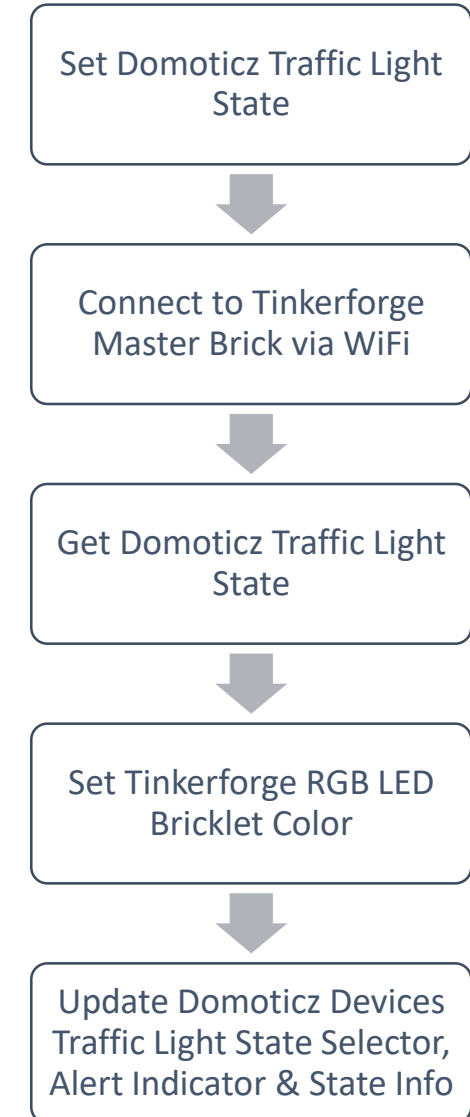 Set Domoticz Traffic Light
State
Connect to Tinkerforge
Master Brick via WiFi
Get Domoticz Traffic Light
State
Set Tinkerforge RGB LED
Bricklet Color
Update Domoticz Devices
Traffic Light State Selector,
Alert Indicator & State Info